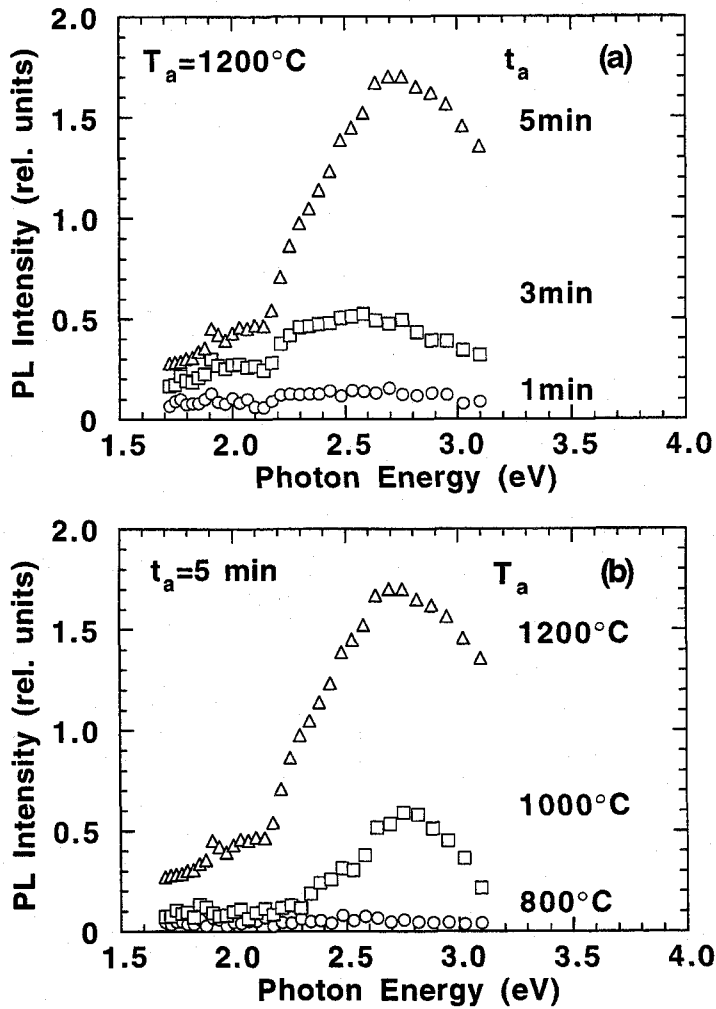 2.0
1.5
1.0
0.5
0
PL Intensity (rel. units)
T_a=1200°C
t_a
(a)
5min
3min
1min
1.5 2.0 2.5 3.0 3.5 4.0
Photon Energy (eV)
2.0
1.5
1.0
0.5
0
PL Intensity (rel. units)
t_a=5 min
T_a
(b)
1200°C
1000°C
800°C
1.5 2.0 2.5 3.0 3.5 4.0
Photon Energy (eV)